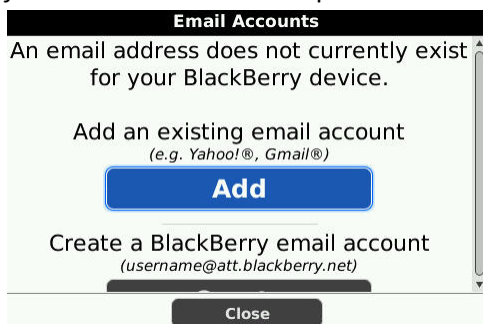 Email Accounts
An email address does not currently exist
for your BlackBerry device.
Add an existing email account
(e.g. Yahoo!®, Gmail®)
Add
Create a BlackBerry email account
(username@att.blackberry.net)
Close